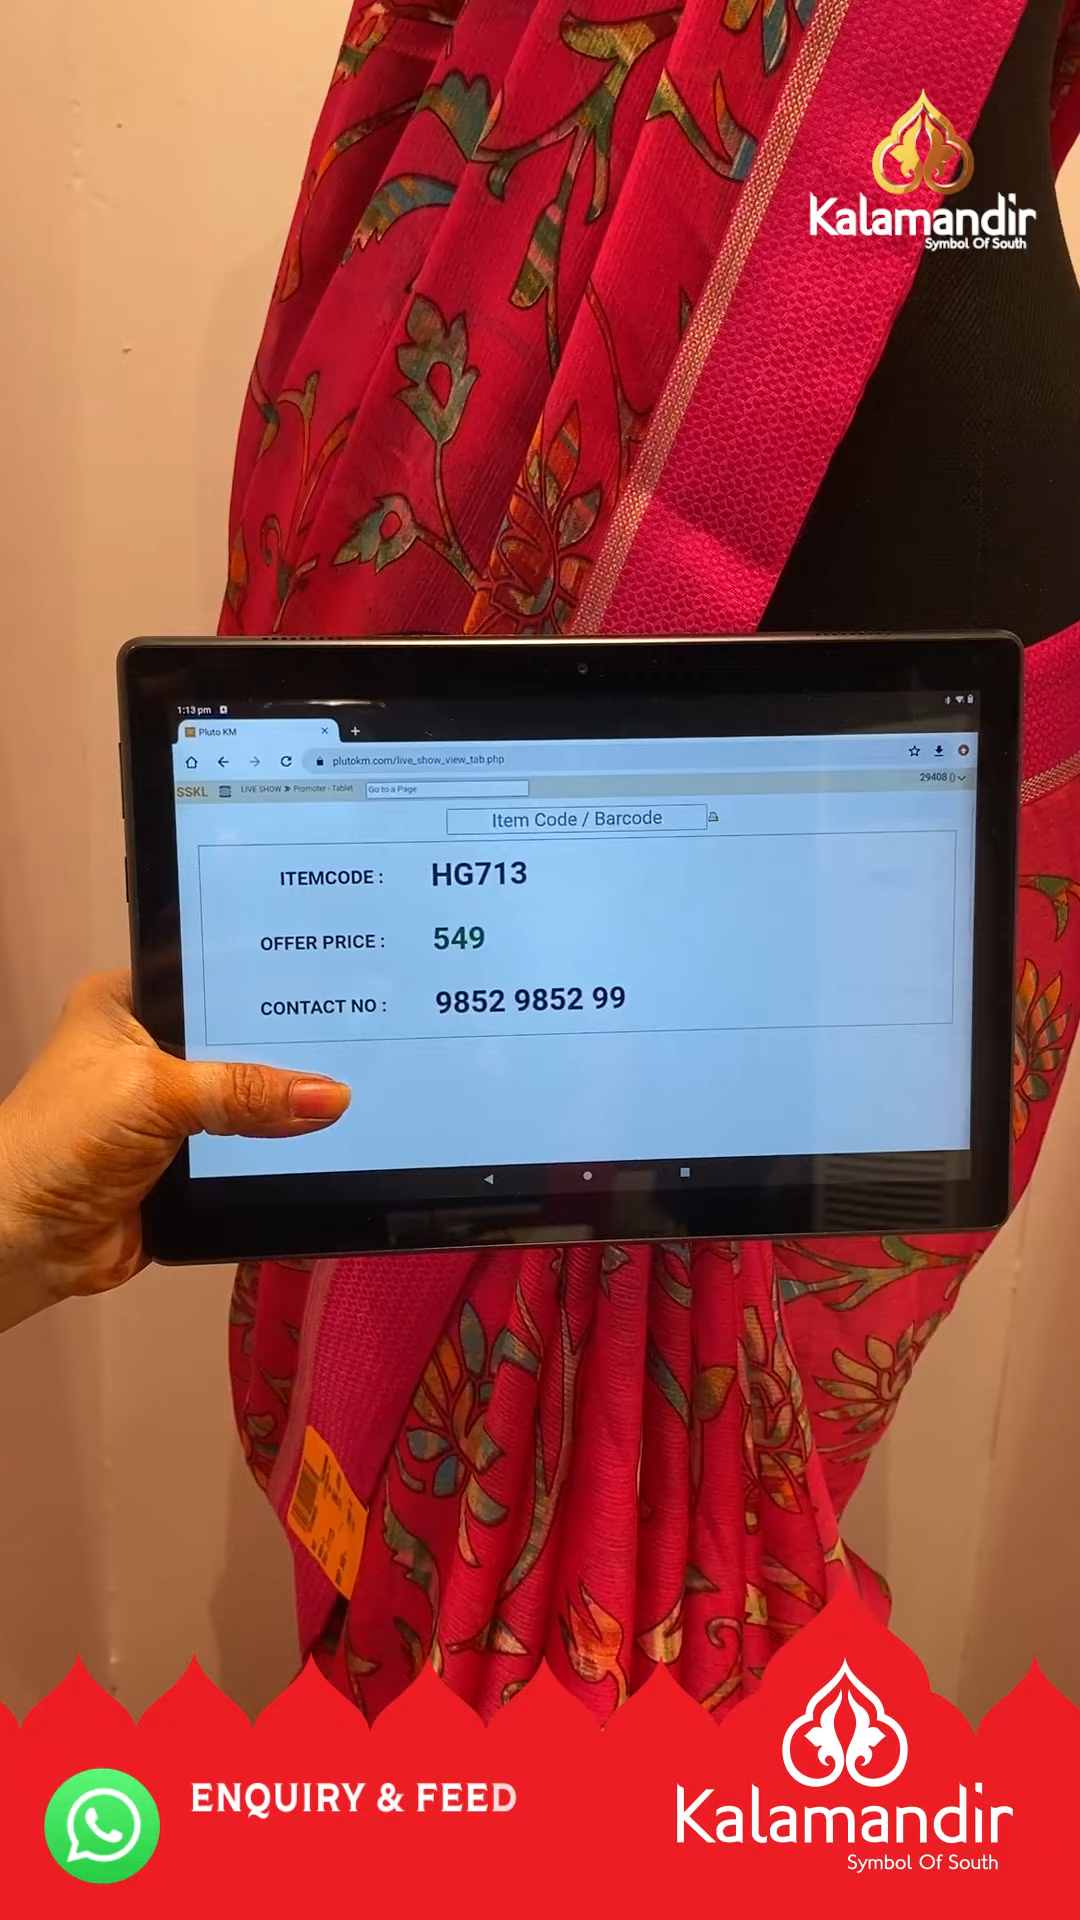 Kalamandir
Symbol Of South
1:13 pm
Pluto KM
plutokm.com/live_show_view_tab.php
SSKL
LIVE SHOW » Promoter - Tablet
Go to a Page
29408 ()
Item Code / Barcode
ITEMCODE : HG713
OFFER PRICE : 549
CONTACT NO : 9852 9852 99
ENQUIRY & FEED
Kalamandir
Symbol Of South